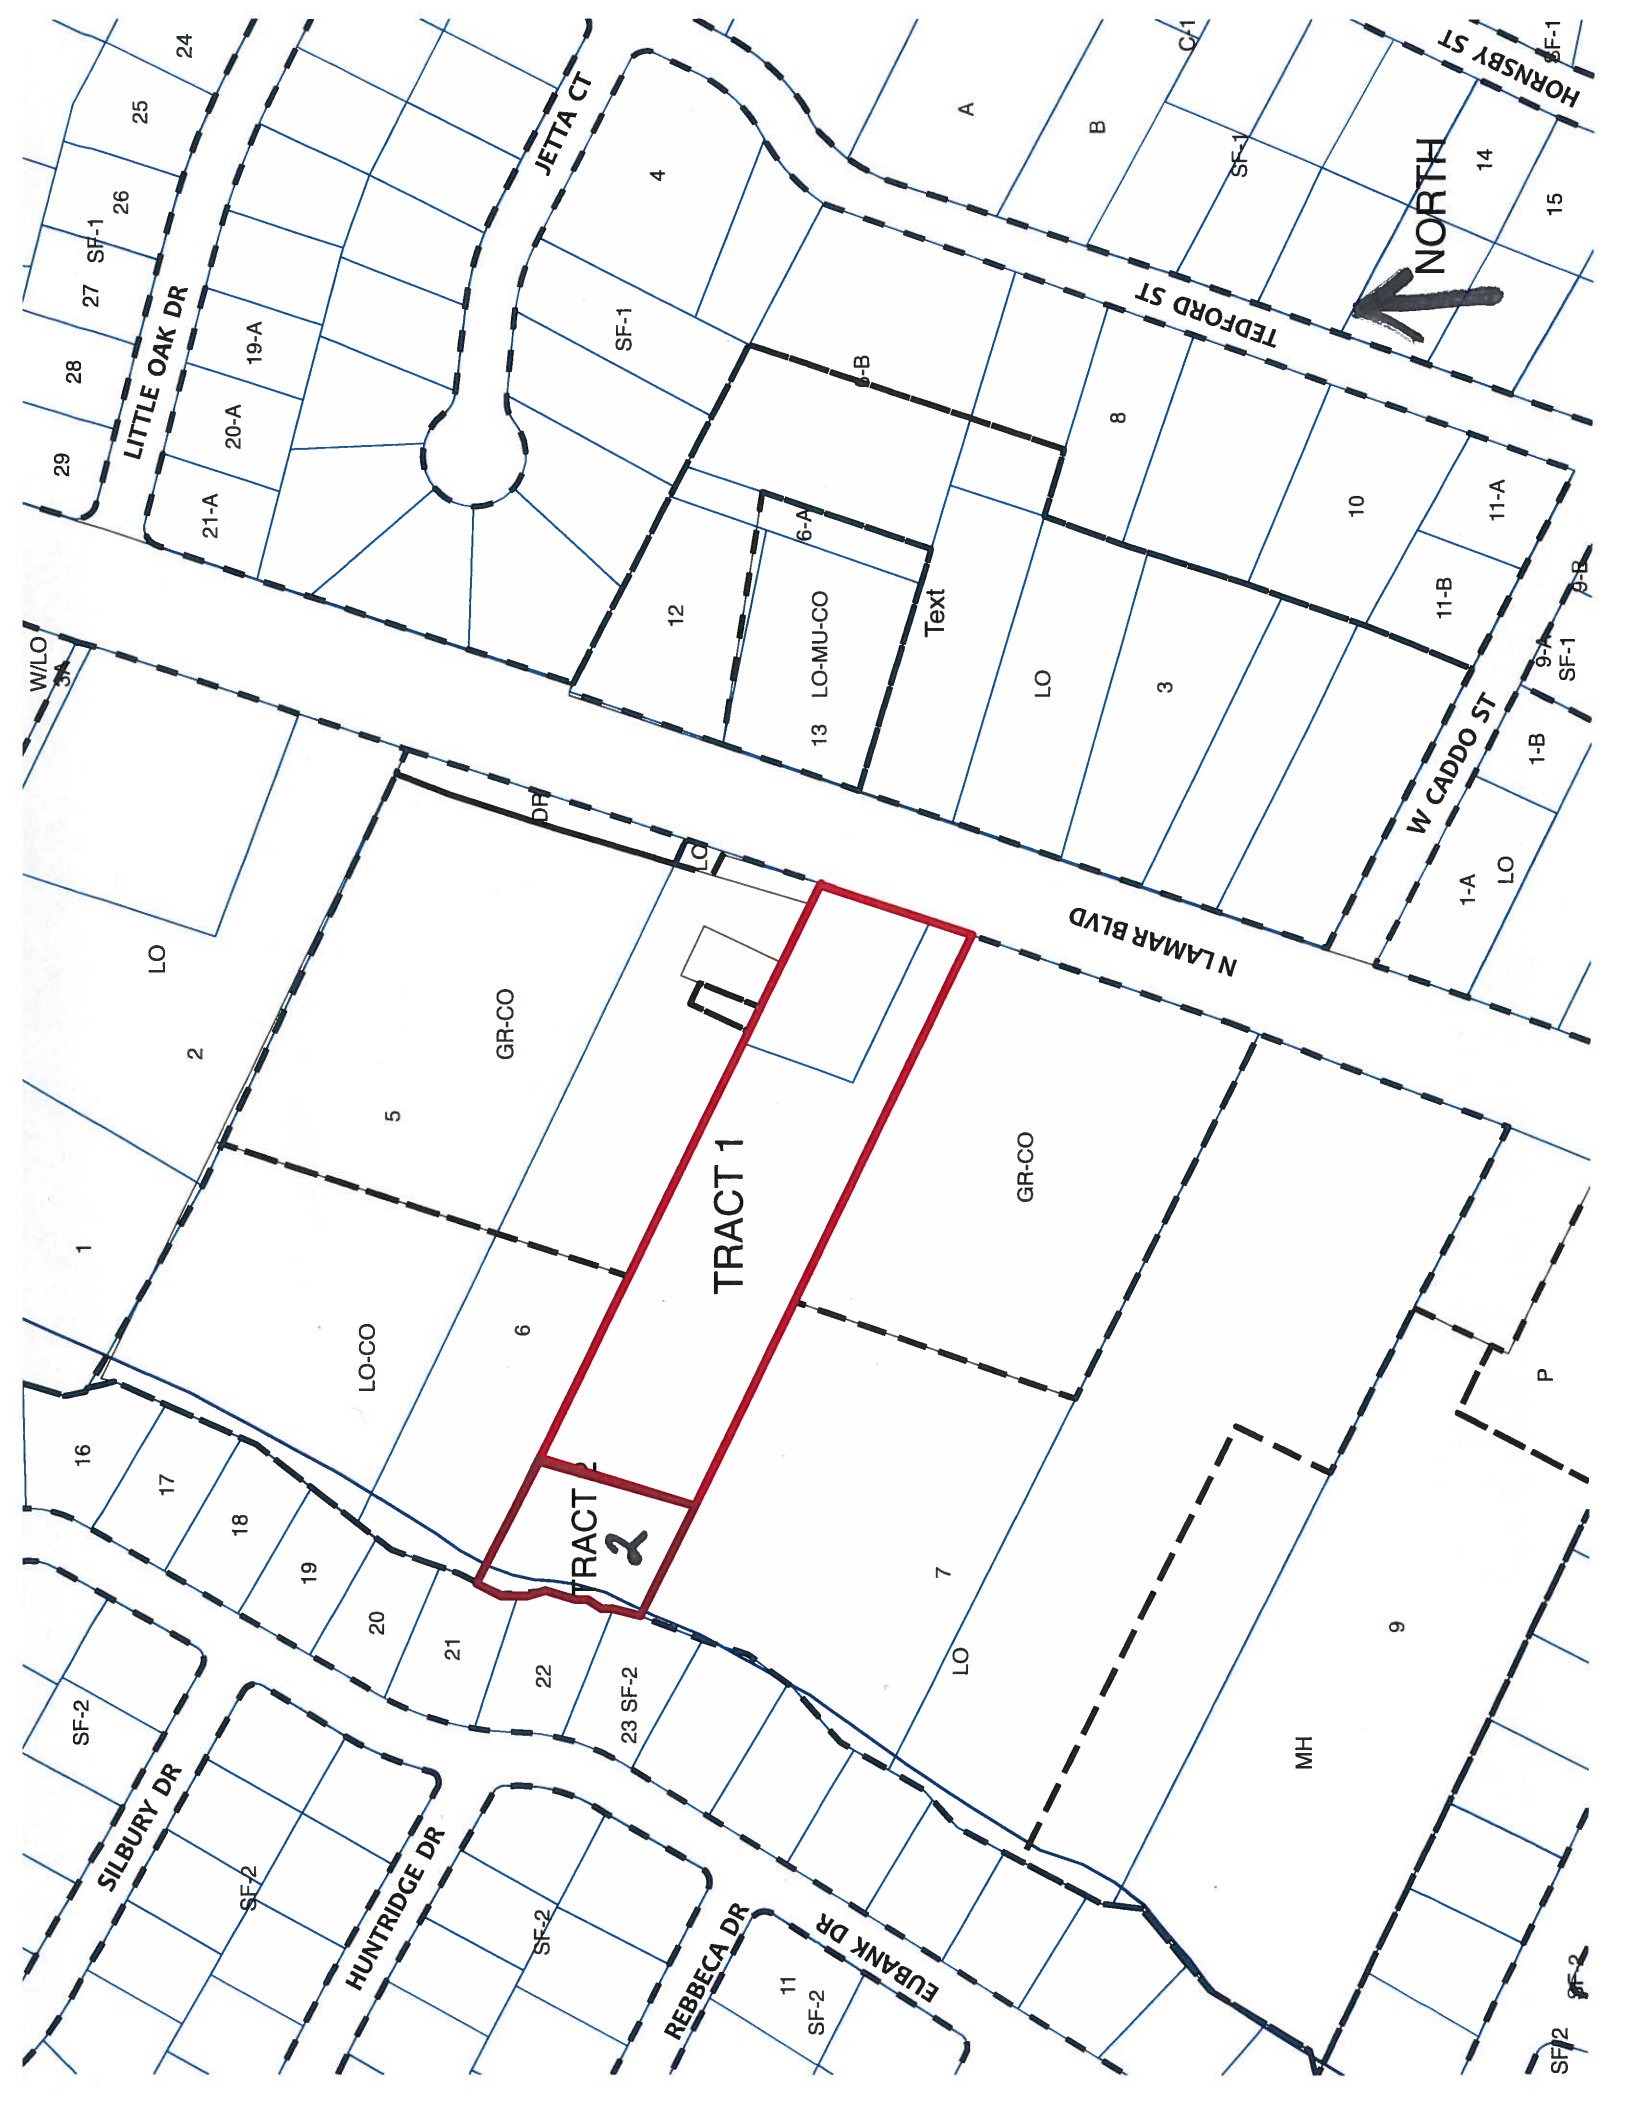 24
25
26
SF-1
27
28
29
LITTLE OAK DR
19-A
20-A
21-A
JETTA CT
4
SF-1
A
B
C-1
SF-1
HORNSBY ST
SF-1
14
15
NORTH
TEDFORD ST
6-B
8
10
11-A
11-B
9-B
9-A
SF-1
1-B
1-A
LO
W CADDO ST
12
6-A
LO-MU-CO
13
Text
LO
3
W/LO
3A
LO
2
1
DR
LO
GR-CO
5
N LAMAR BLVD
TRACT 1
GR-CO
LO-CO
6
TRACT 2
2
16
17
18
19
20
21
22
23 SF-2
7
LO
P
9
MH
SF-2
SILBURY DR
SF-2
HUNTRIDGE DR
SF-2
REBBECA DR
EUBANK DR
11
SF-2
SF-2
SF-2